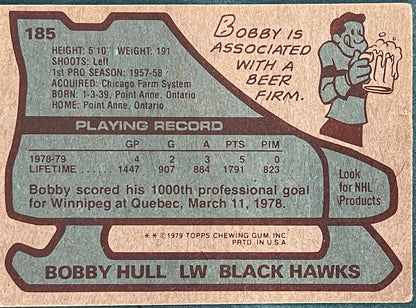 185
HEIGHT: 5'10" WEIGHT: 191
SHOOTS: Left
1st PRO SEASON: 1957-58
ACQUIRED: Chicago Farm System
BORN: 1-3-39, Point Anne, Ontario
HOME: Point Anne, Ontario
BOBBY IS
ASSOCIATED
WITH A
BEER
FIRM.
PLAYING RECORD
GP G A PTS PIM
1978-79 4 2 3 5 0
LIFETIME 1447 907 884 1791 823
Bobby scored his 1000th professional goal
for Winnipeg at Quebec, March 11, 1978.
Look
for NHL
Products
** © 1979 TOPPS CHEWING GUM, INC
PRTD. IN U.S.A.
BOBBY HULL LW BLACK HAWKS